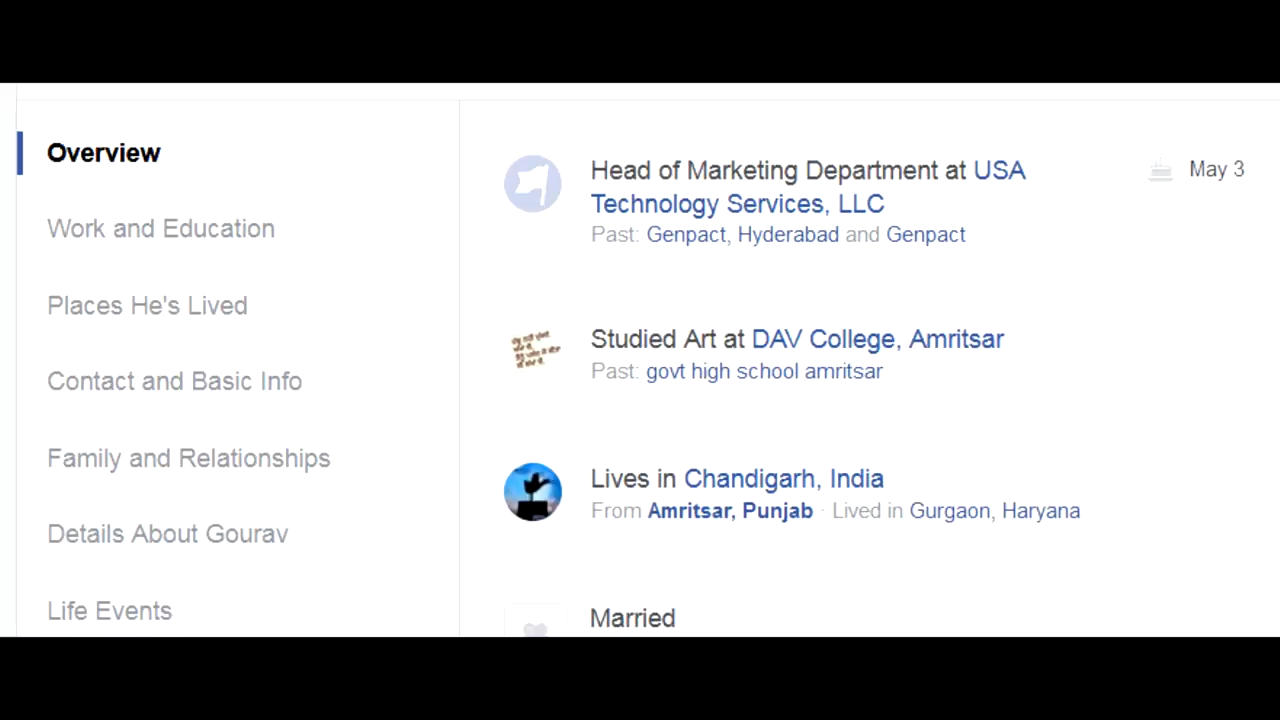 Overview
Work and Education
Places He's Lived
Contact and Basic Info
Family and Relationships
Details About Gourav
Life Events
Head of Marketing Department at USA
Technology Services, LLC
Past: Genpact, Hyderabad and Genpact
May 3
Studied Art at DAV College, Amritsar
Past: govt high school amritsar
Lives in Chandigarh, India
From Amritsar, Punjab · Lived in Gurgaon, Haryana
Married